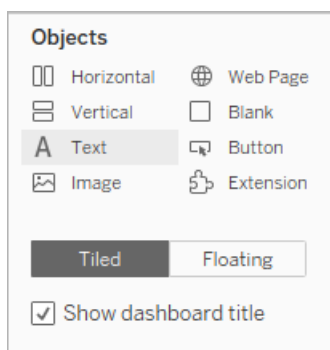 Objects
Horizontal Web Page
Vertical Blank
A Text Button
Image Extension
Tiled Floating
Show dashboard title